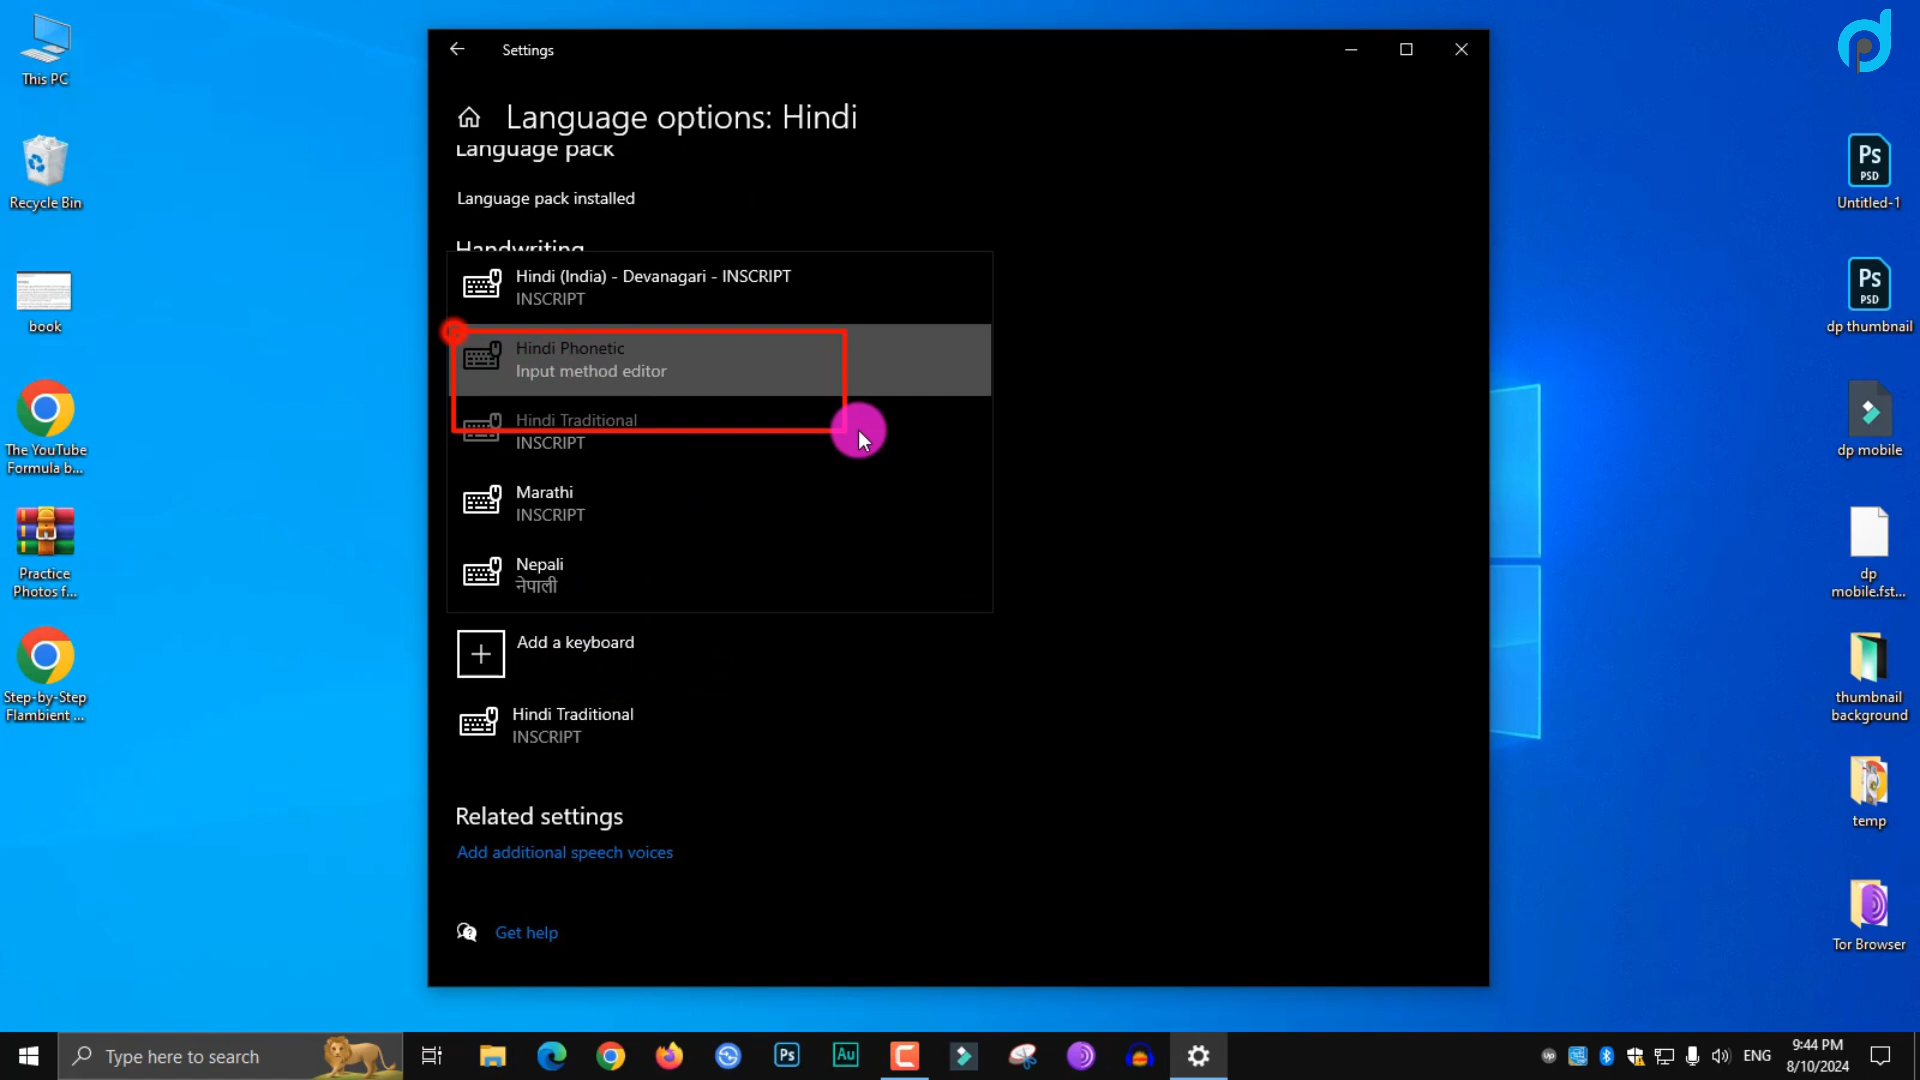 Settings
Language options: Hindi
Language pack
Language pack installed
Handwriting
Hindi (India) - Devanagari - INSCRIPT
INSCRIPT
Hindi Phonetic
Input method editor
Hindi Traditional
INSCRIPT
Marathi
INSCRIPT
Nepali
नेपाली
Add a keyboard
Hindi Traditional
INSCRIPT
Related settings
Add additional speech voices
Get help
This PC
Recycle Bin
book
The YouTube
Formula b...
Practice
Photos f...
Step-by-Step
Flambient ...
Ps
PSD
Untitled-1
Ps
PSD
dp thumbnail
dp mobile
dp
mobile.fst...
thumbnail
background
temp
Tor Browser
Type here to search
Ps
Au
Up
ENG
9:44 PM
8/10/2024